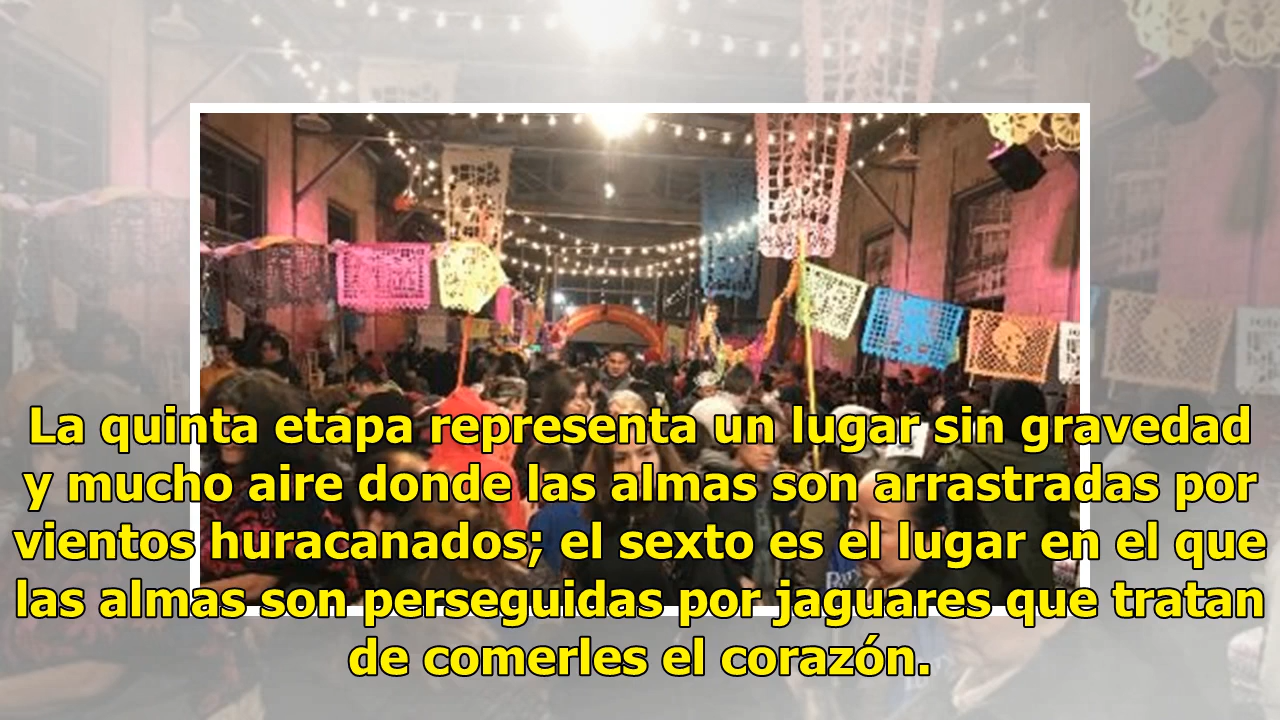 La quinta etapa representa un lugar sin gravedad
y mucho aire donde las almas son arrastradas por
vientos huracanados; el sexto es el lugar en el que
las almas son perseguidas por jaguares que tratan
de comerles el corazón.